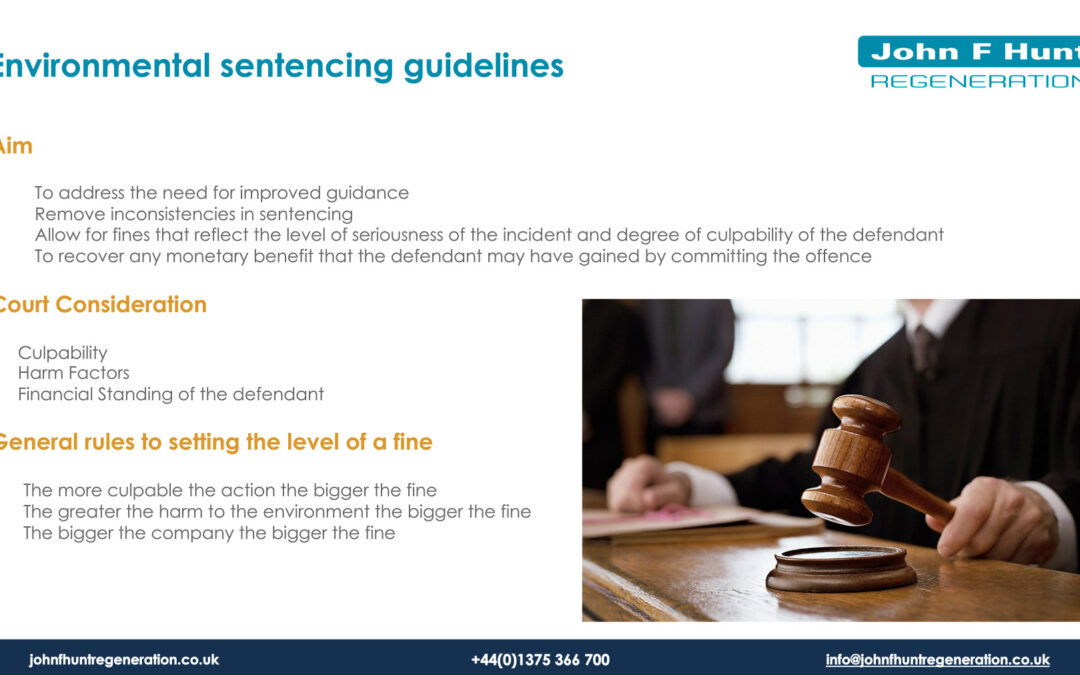 Environmental sentencing guidelines
John F Hunt
REGENERATION
Aim
To address the need for improved guidance
Remove inconsistencies in sentencing
Allow for fines that reflect the level of seriousness of the incident and degree of culpability of the defendant
To recover any monetary benefit that the defendant may have gained by committing the offence
Court Consideration
Culpability
Harm Factors
Financial Standing of the defendant
General rules to setting the level of a fine
The more culpable the action the bigger the fine
The greater the harm to the environment the bigger the fine
The bigger the company the bigger the fine
johnfhuntregeneration.co.uk
+44(0)1375 366 700
info@johnfhuntregeneration.co.uk